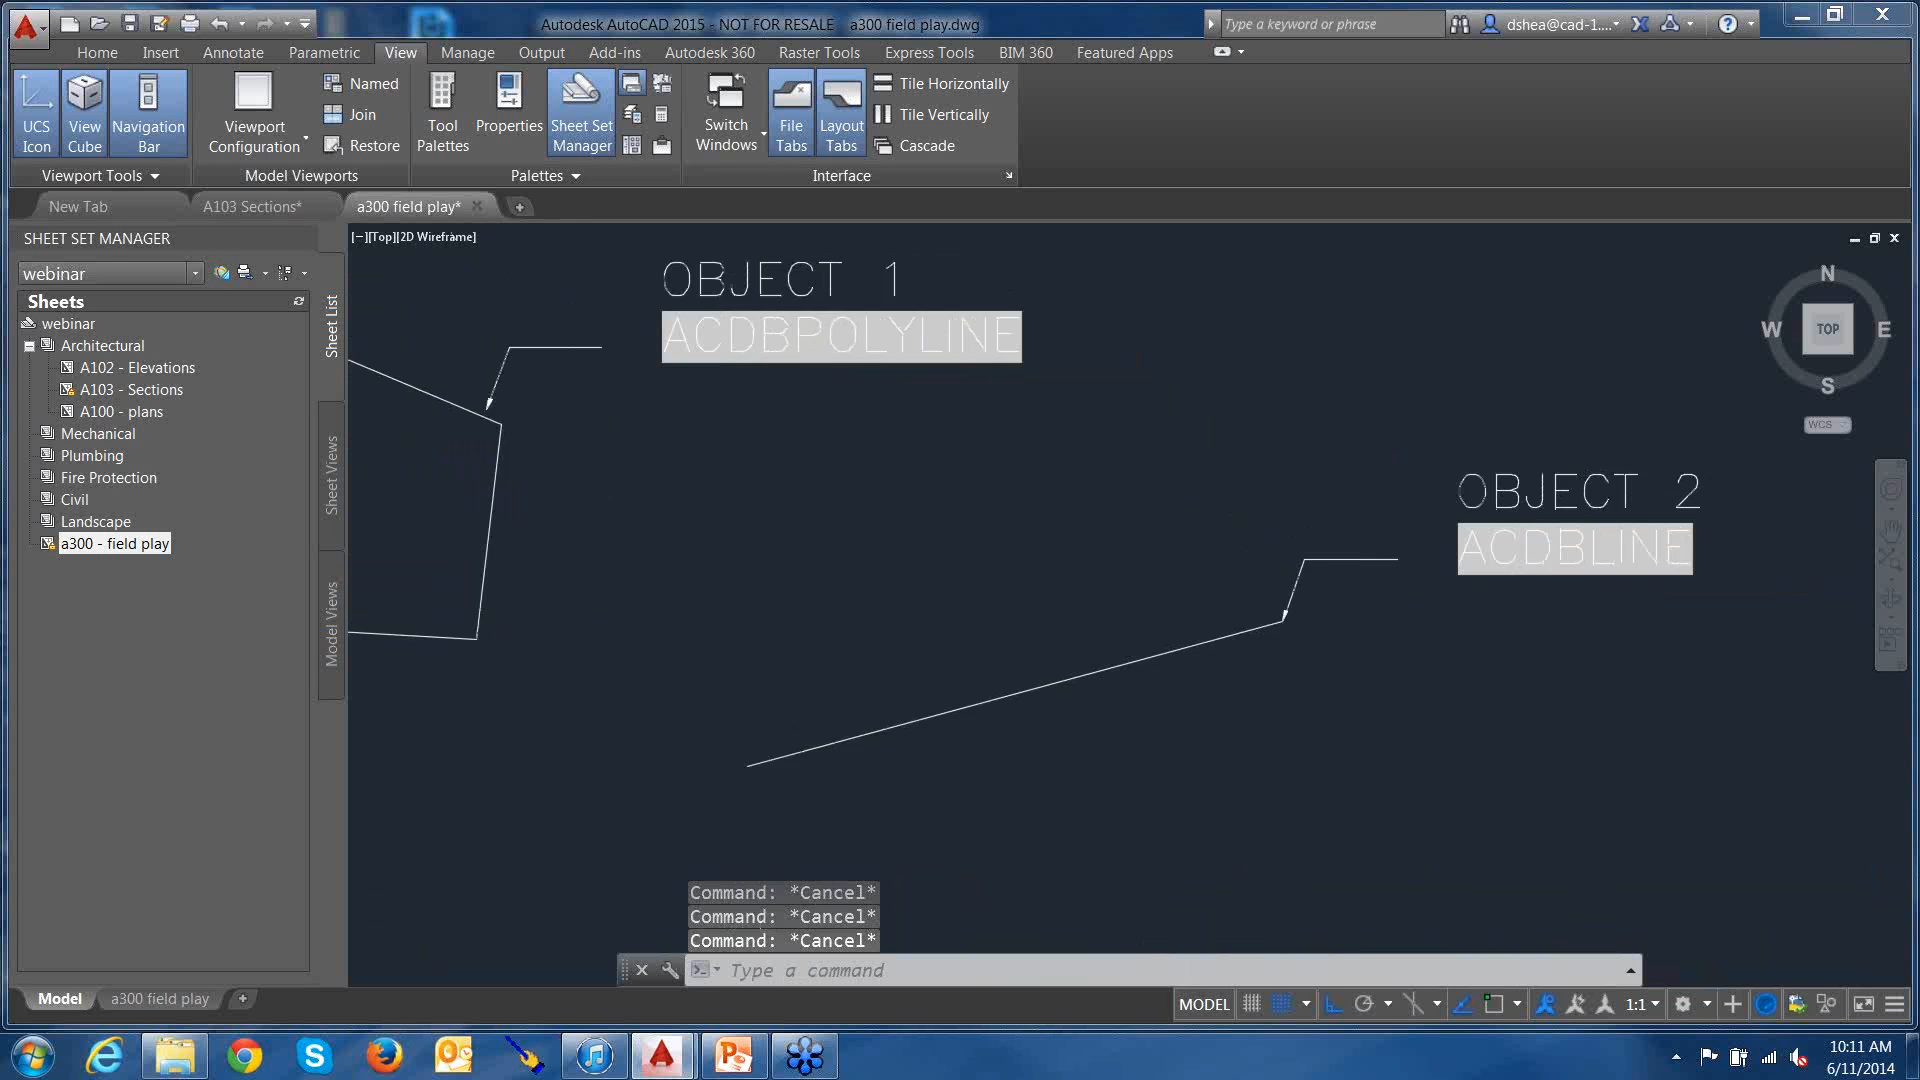 Autodesk AutoCAD 2015 - NOT FOR RESALE a300 field play.dwg
Type a keyword or phrase
dshea@cad-1....
Home Insert Annotate Parametric View Manage Output Add-ins Autodesk 360 Raster Tools Express Tools BIM 360 Featured Apps
UCS Icon
View Cube
Navigation Bar
Viewport Configuration
Named
Join
Restore
Tool Palettes
Properties
Sheet Set Manager
Switch Windows
File Tabs
Layout Tabs
Tile Horizontally
Tile Vertically
Cascade
Viewport Tools
Model Viewports
Palettes
Interface
New Tab
A103 Sections*
a300 field play*
SHEET SET MANAGER
webinar
Sheets
webinar
Architectural
A102 - Elevations
A103 - Sections
A100 - plans
Mechanical
Plumbing
Fire Protection
Civil
Landscape
a300 - field play
Sheet List
Sheet Views
Model Views
[−][Top][2D Wireframe]
OBJECT 1
ACDBPOLYLINE
OBJECT 2
ACDBLINE
N
W
TOP
E
S
WCS
Command: *Cancel*
Command: *Cancel*
Command: *Cancel*
Type a command
Model
a300 field play
MODEL
1:1
10:11 AM
6/11/2014